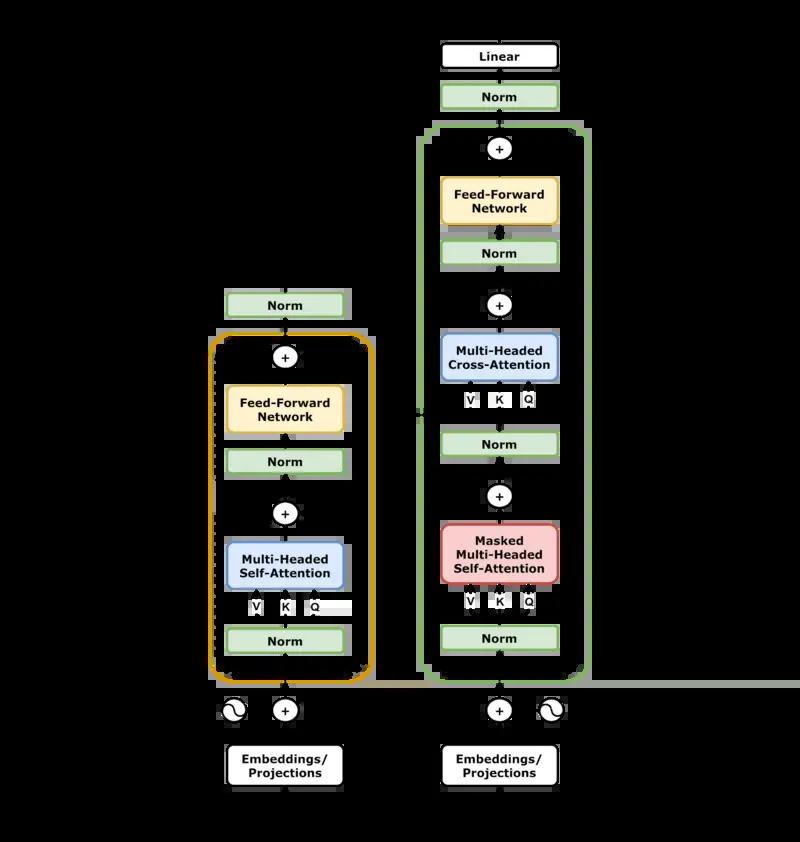 Linear
Norm
+
Feed-Forward
Network
Norm
+
Multi-Headed
Cross-Attention
V K Q
Norm
+
Masked
Multi-Headed
Self-Attention
V K Q
Norm
+
Embeddings/
Projections
Norm
+
Feed-Forward
Network
Norm
+
Multi-Headed
Self-Attention
V K Q
Norm
+
Embeddings/
Projections